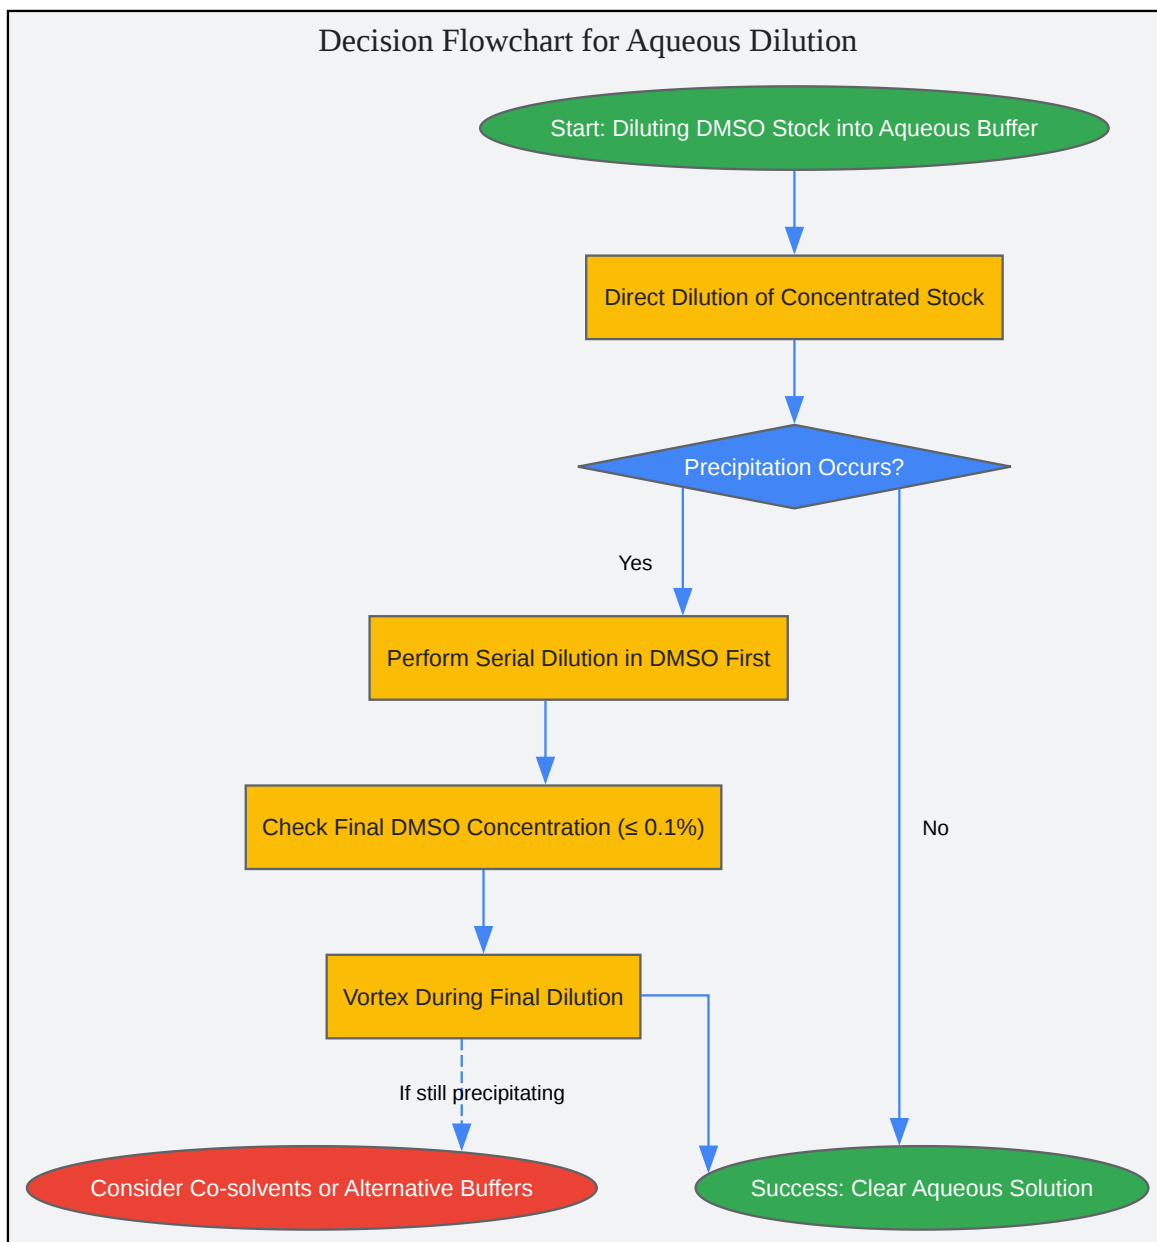 Decision Flowchart for Aqueous Dilution
Start: Diluting DMSO Stock into Aqueous Buffer
Direct Dilution of Concentrated Stock
Precipitation Occurs?
Yes
Perform Serial Dilution in DMSO First
Check Final DMSO Concentration (≤ 0.1%)
No
Vortex During Final Dilution
If still precipitating
Consider Co-solvents or Alternative Buffers
Success: Clear Aqueous Solution